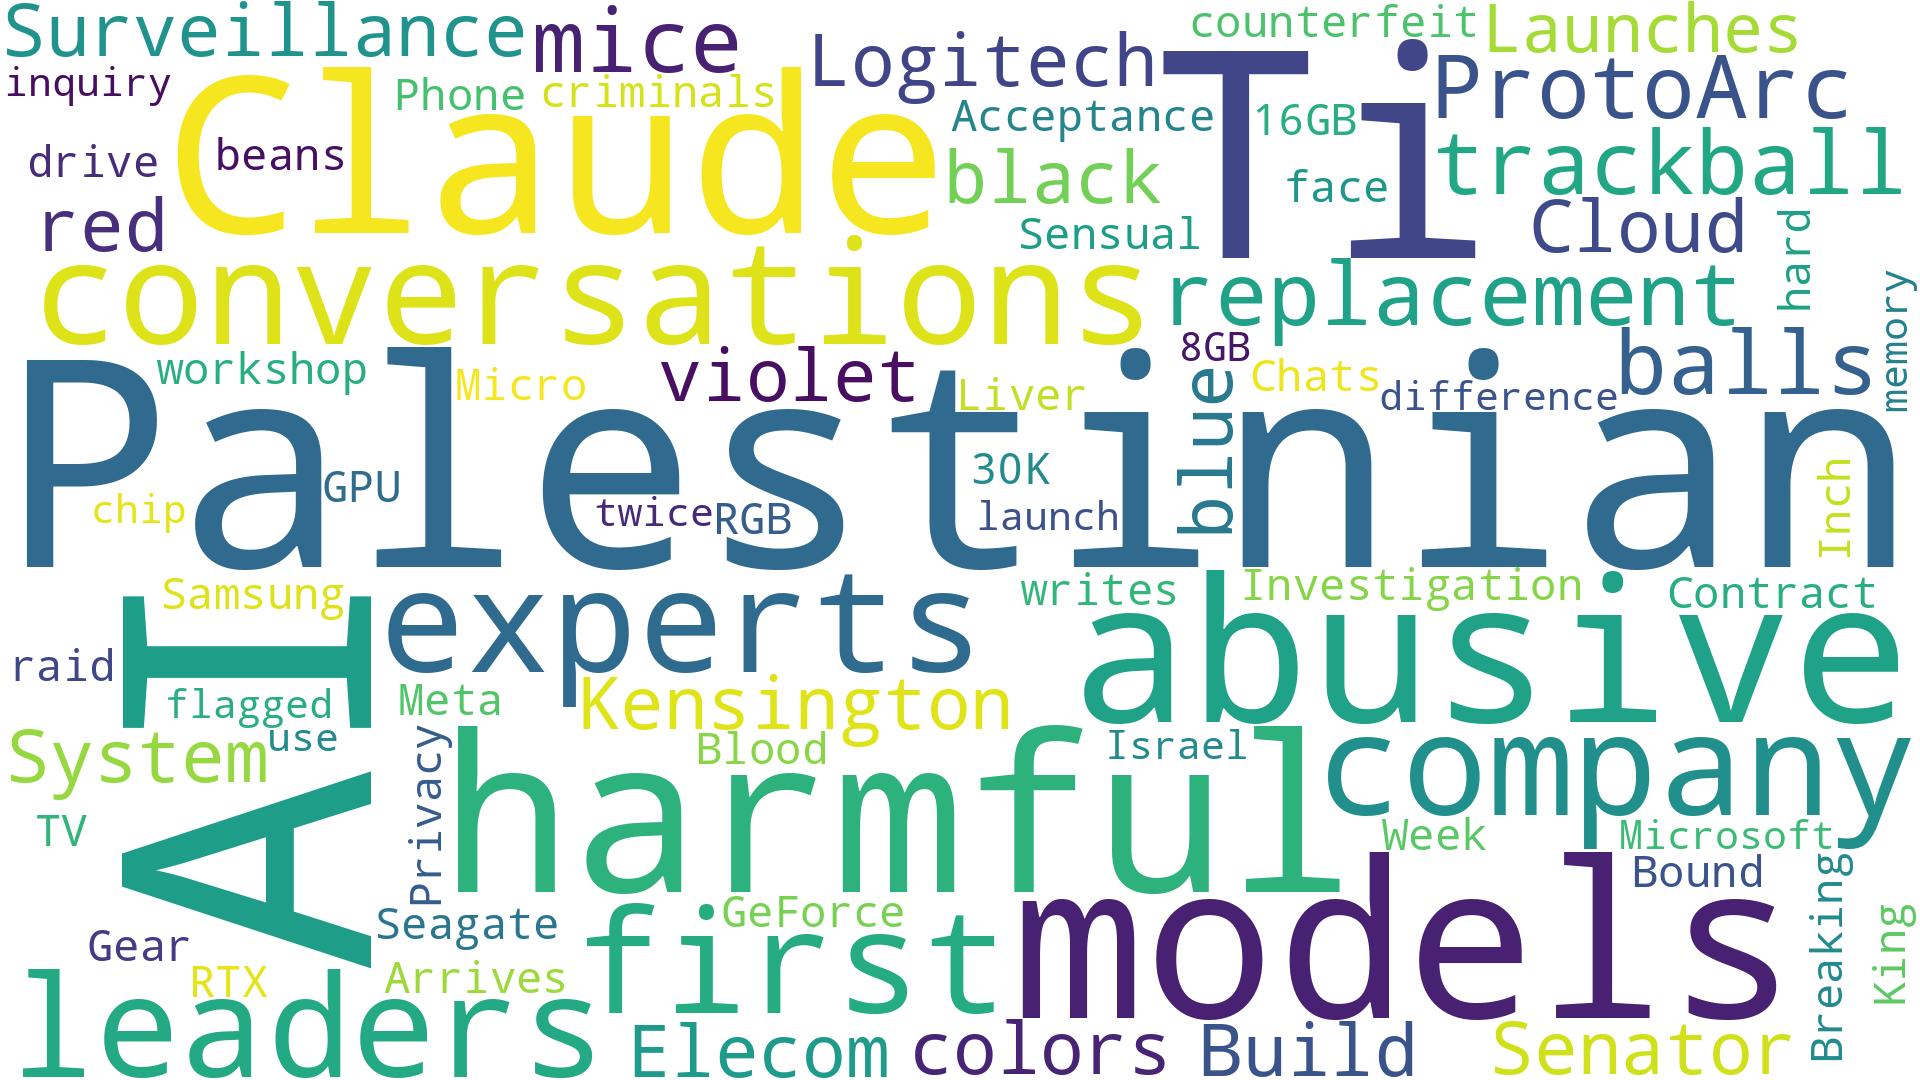 Surveillance
mice
counterfeit
Launches
inquiry
Claude
Phone
criminals
Logitech
Ti
ProtoArc
Acceptance
16GB
drive
beans
black
face
trackball
red
Sensual
Cloud
hard
conversations
replacement
memory
workshop
Micro
violet
Liver
8GB
blue
Chats
difference
balls
Palestinian
chip
GPU
twice
RGB
30K
launch
Inch
Samsung
AI
experts
writes
Investigation
Contract
raid
flagged
Meta
Kensington
abusive
System
use
Privacy
harmful
Blood
Israel
company
TV
Week
Microsoft
Gear
Seagate
GeForce
first
models
Bound
Breaking
King
RTX
Arrives
leaders
Elecom
colors
Build
Senator